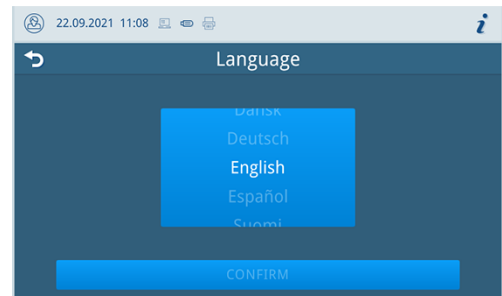 22.09.2021 11:08
i
Language
Dansk
Deutsch
English
Español
Suomi
CONFIRM